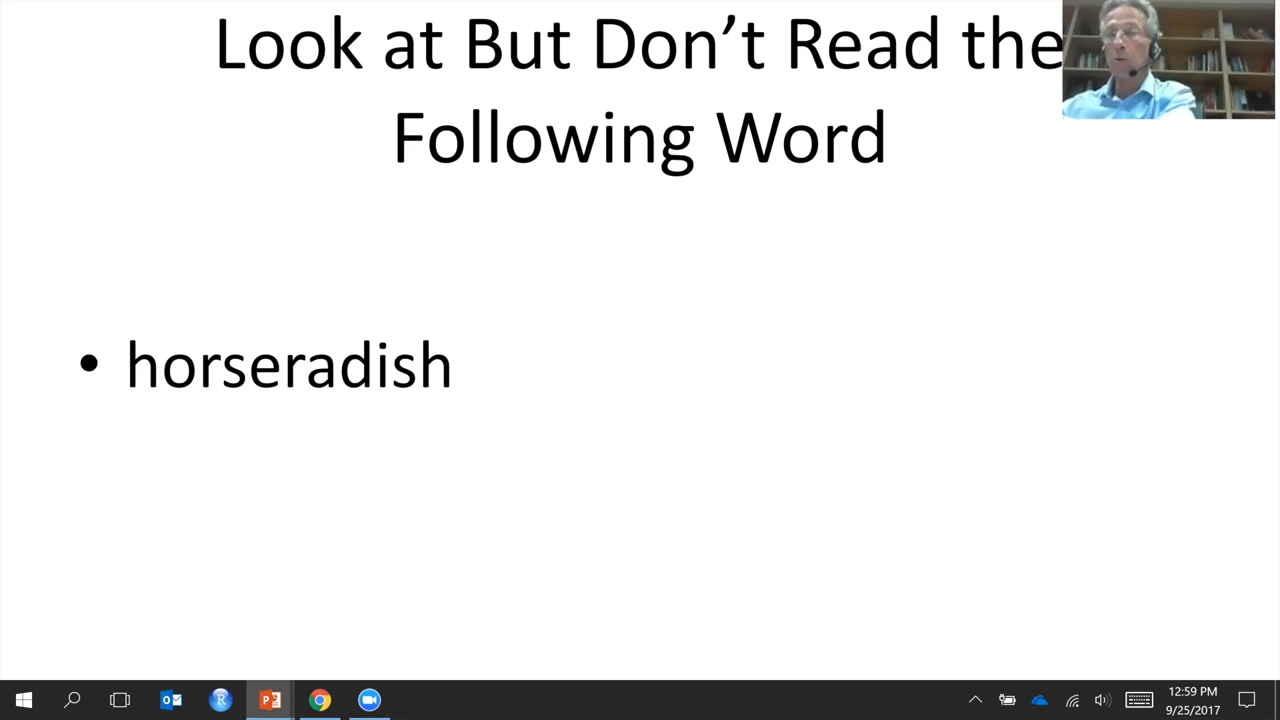 Look at But Don’t Read the
Following Word
• horseradish
12:59 PM
9/25/2017